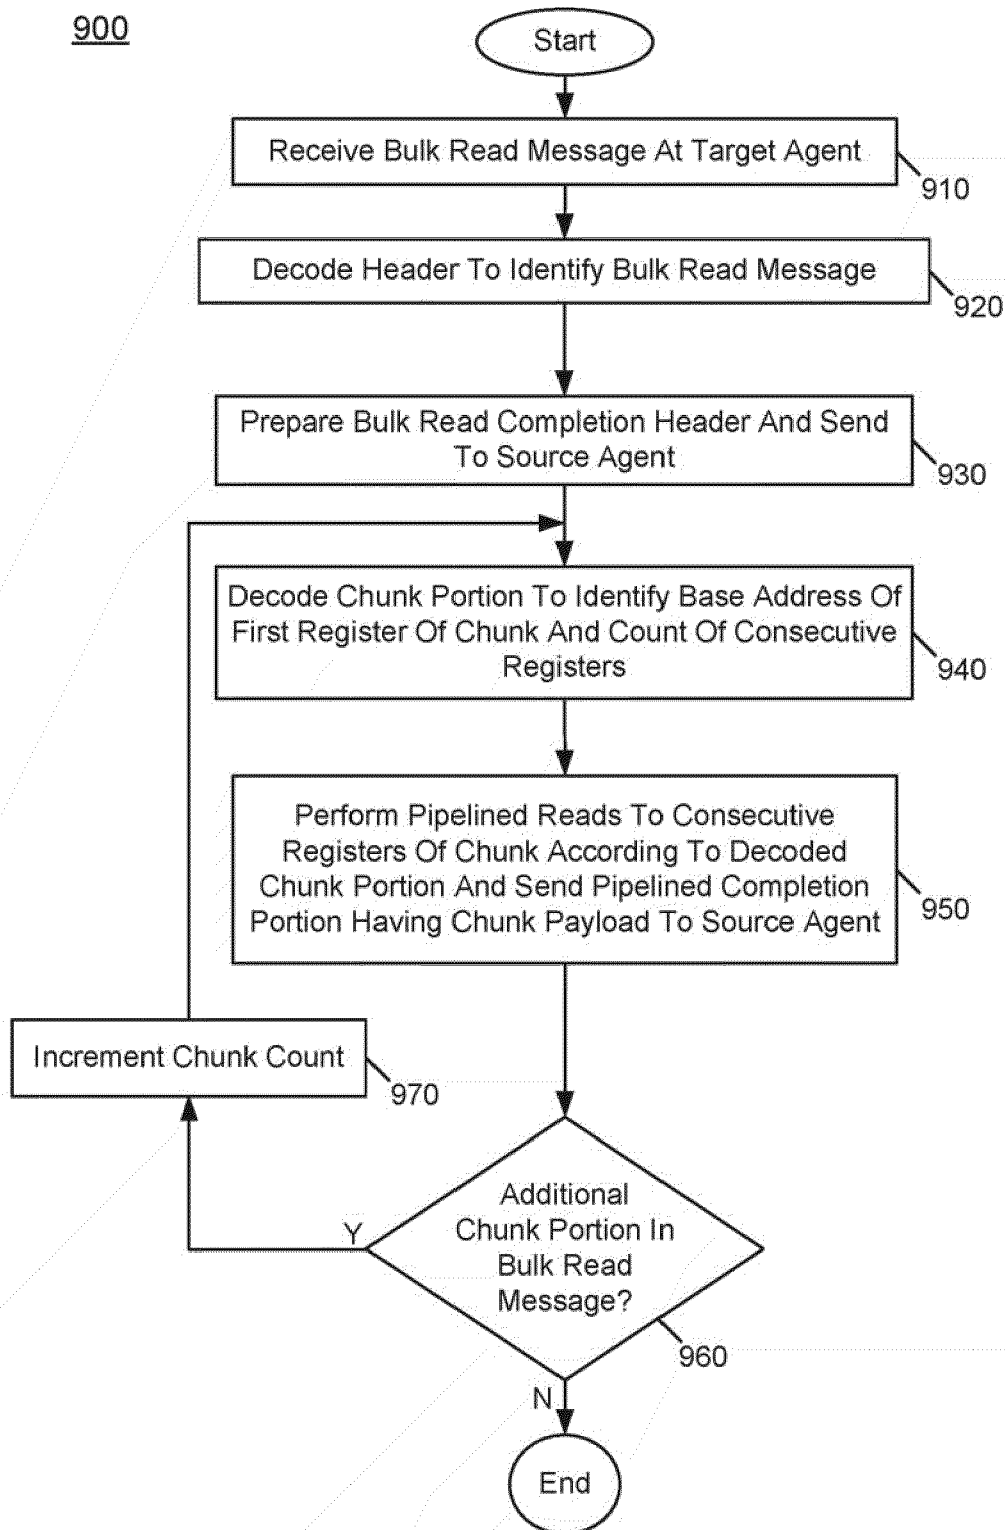 900
Start
Receive Bulk Read Message At Target Agent
910
Decode Header To Identify Bulk Read Message
920
Prepare Bulk Read Completion Header And Send
To Source Agent
930
Decode Chunk Portion To Identify Base Address Of
First Register Of Chunk And Count Of Consecutive
Registers
940
Perform Pipelined Reads To Consecutive
Registers Of Chunk According To Decoded
Chunk Portion And Send Pipelined Completion
Portion Having Chunk Payload To Source Agent
950
Increment Chunk Count
970
Additional
Chunk Portion In
Bulk Read
Message?
Y
960
N
End